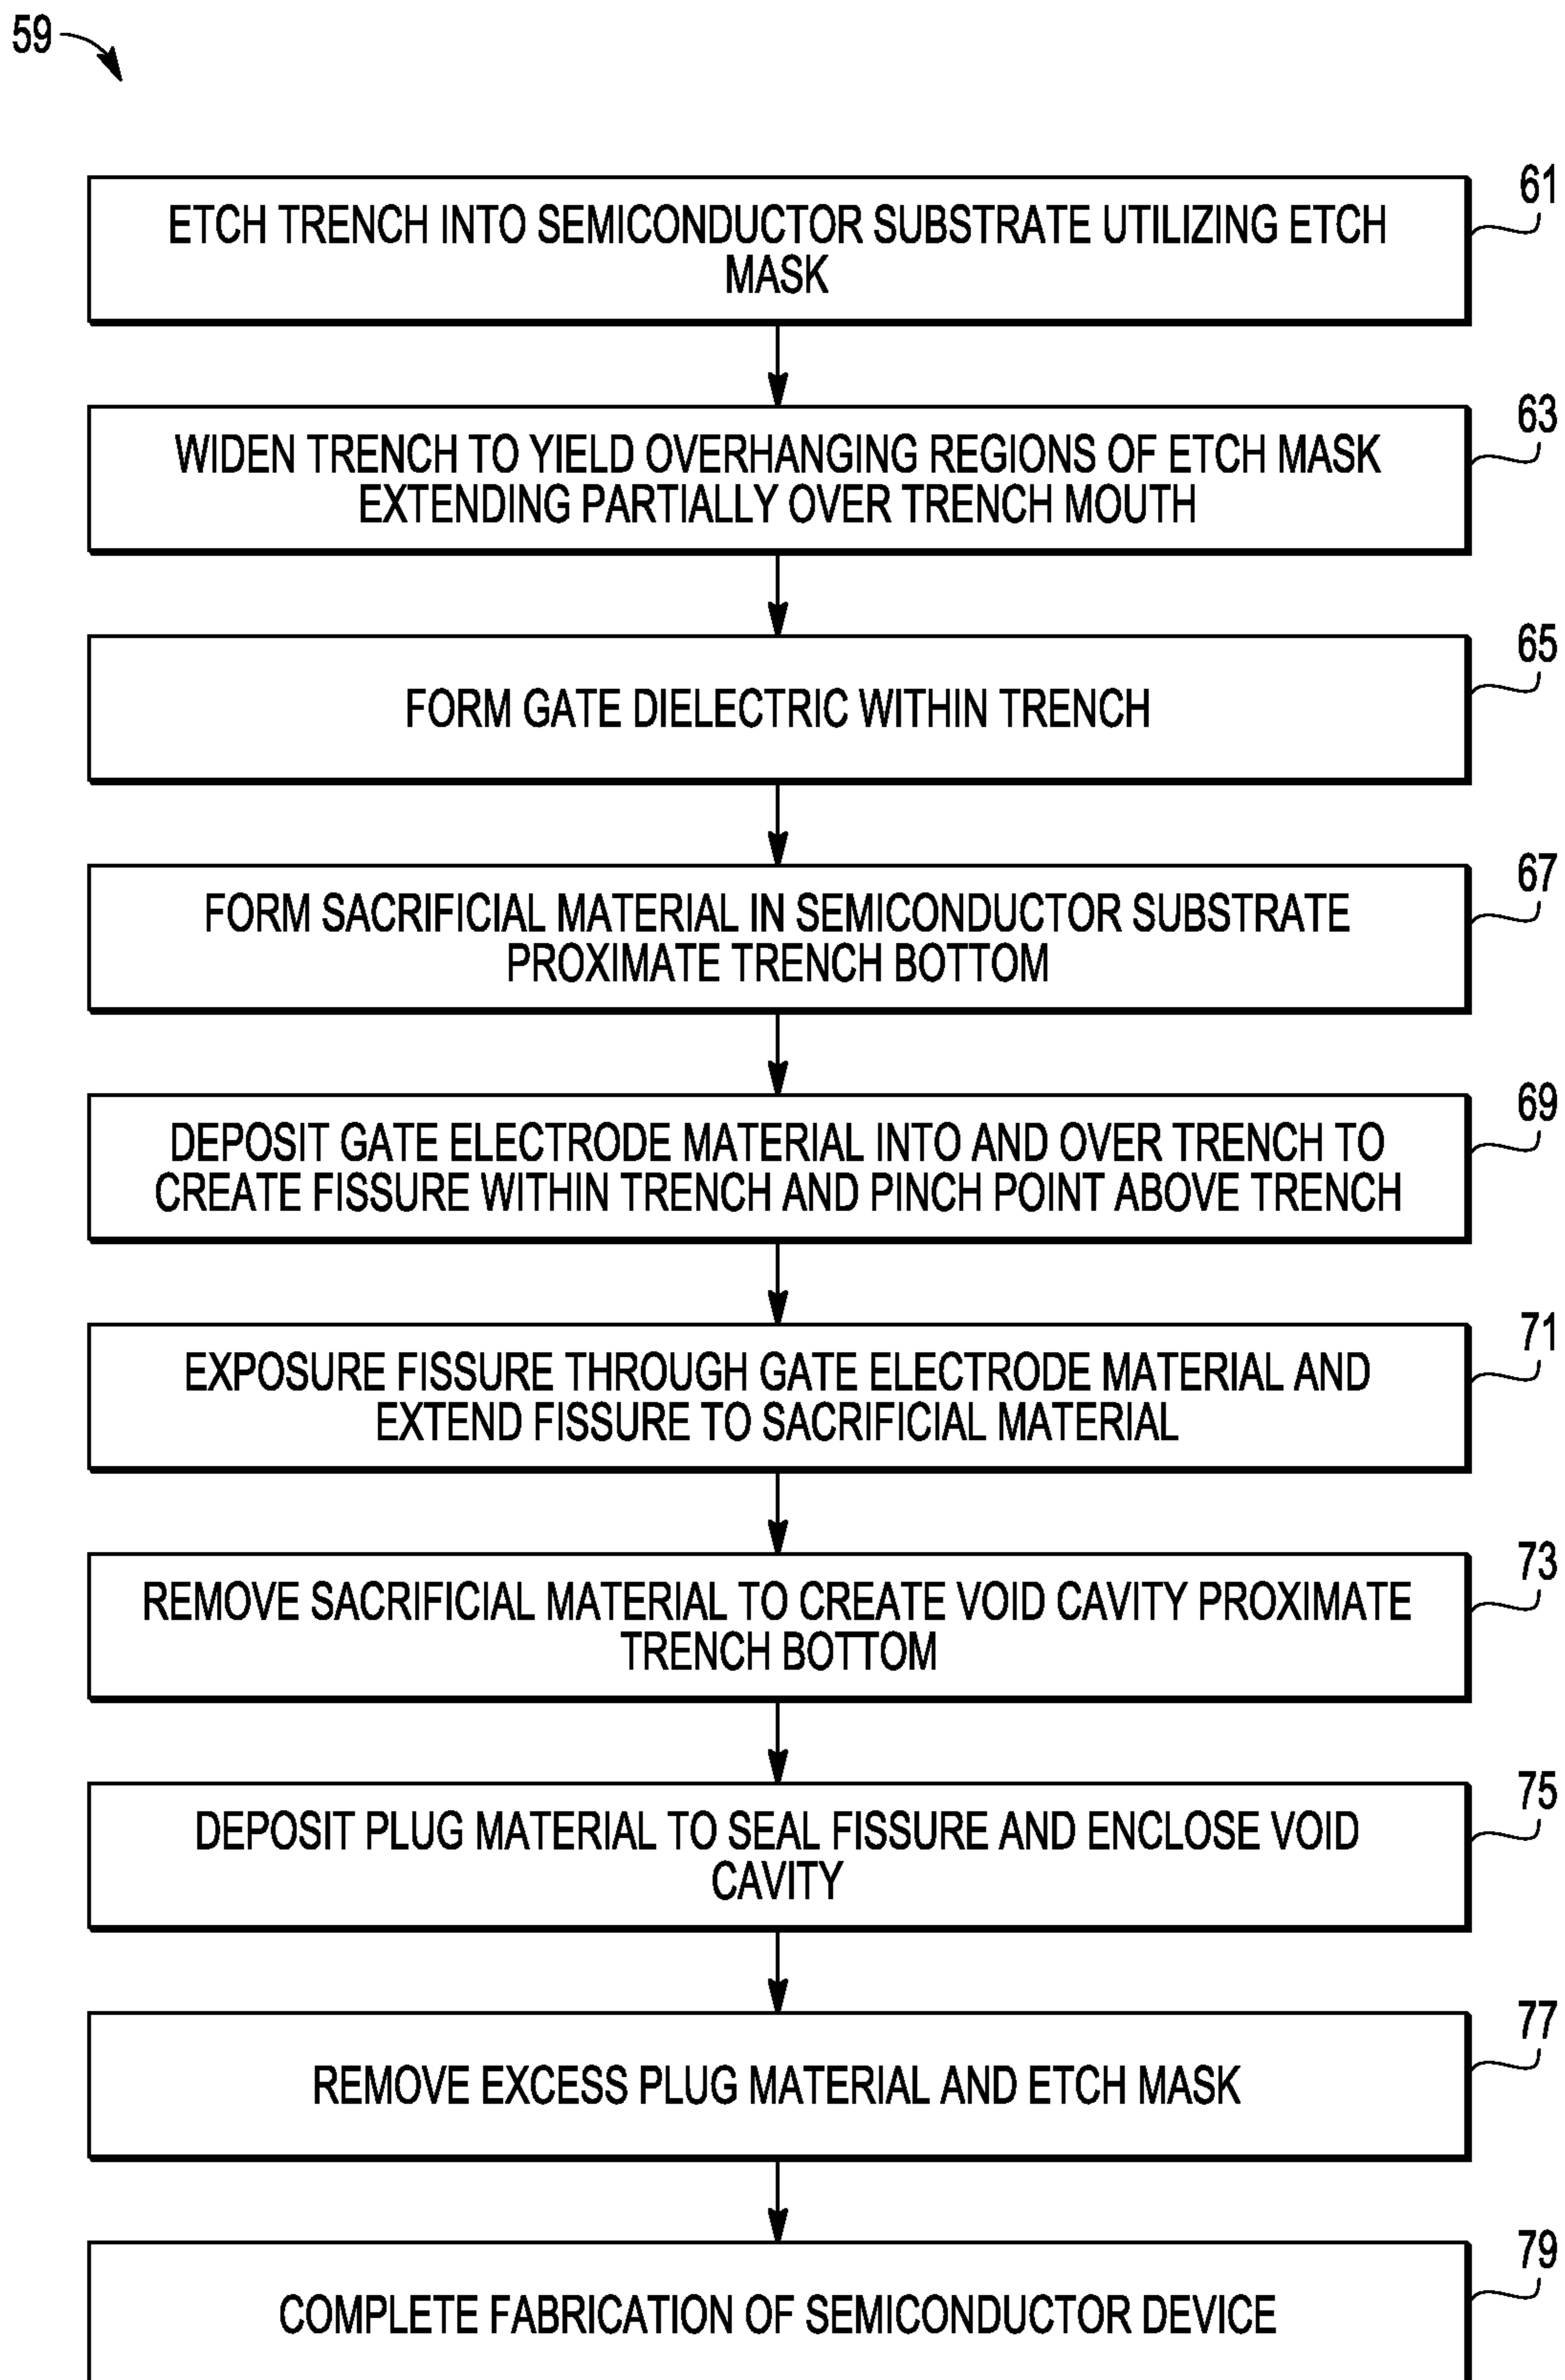 59
61
ETCH TRENCH INTO SEMICONDUCTOR SUBSTRATE UTILIZING ETCH
MASK
63
WIDEN TRENCH TO YIELD OVERHANGING REGIONS OF ETCH MASK
EXTENDING PARTIALLY OVER TRENCH MOUTH
65
FORM GATE DIELECTRIC WITHIN TRENCH
67
FORM SACRIFICIAL MATERIAL IN SEMICONDUCTOR SUBSTRATE
PROXIMATE TRENCH BOTTOM
69
DEPOSIT GATE ELECTRODE MATERIAL INTO AND OVER TRENCH TO
CREATE FISSURE WITHIN TRENCH AND PINCH POINT ABOVE TRENCH
71
EXPOSURE FISSURE THROUGH GATE ELECTRODE MATERIAL AND
EXTEND FISSURE TO SACRIFICIAL MATERIAL
73
REMOVE SACRIFICIAL MATERIAL TO CREATE VOID CAVITY PROXIMATE
TRENCH BOTTOM
75
DEPOSIT PLUG MATERIAL TO SEAL FISSURE AND ENCLOSE VOID
CAVITY
77
REMOVE EXCESS PLUG MATERIAL AND ETCH MASK
79
COMPLETE FABRICATION OF SEMICONDUCTOR DEVICE